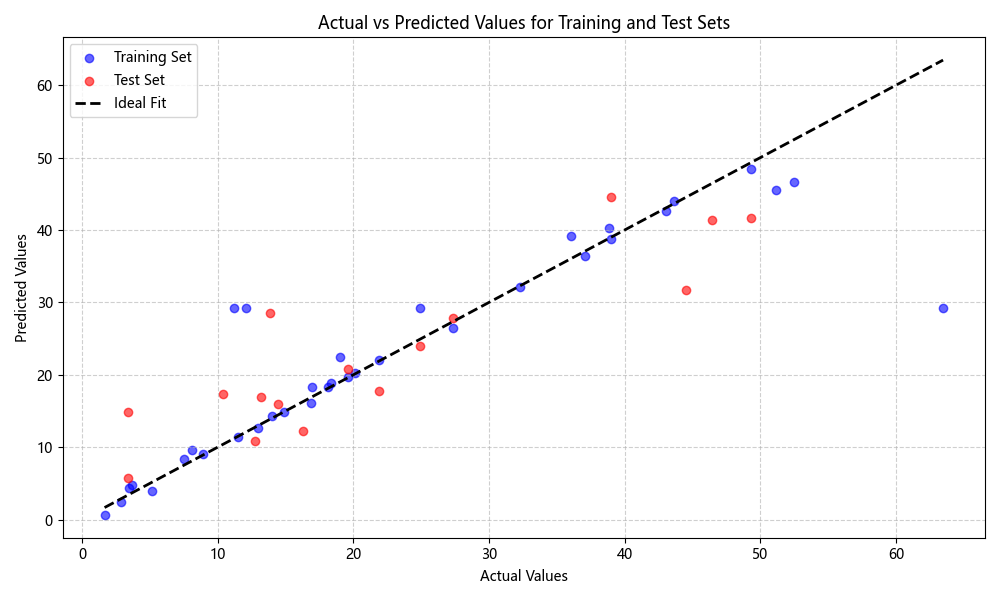 Actual vs Predicted Values for Training and Test Sets
Training Set
Test Set
Ideal Fit
Predicted Values
60
50
40
30
20
10
0
0 10 20 30 40 50 60
Actual Values